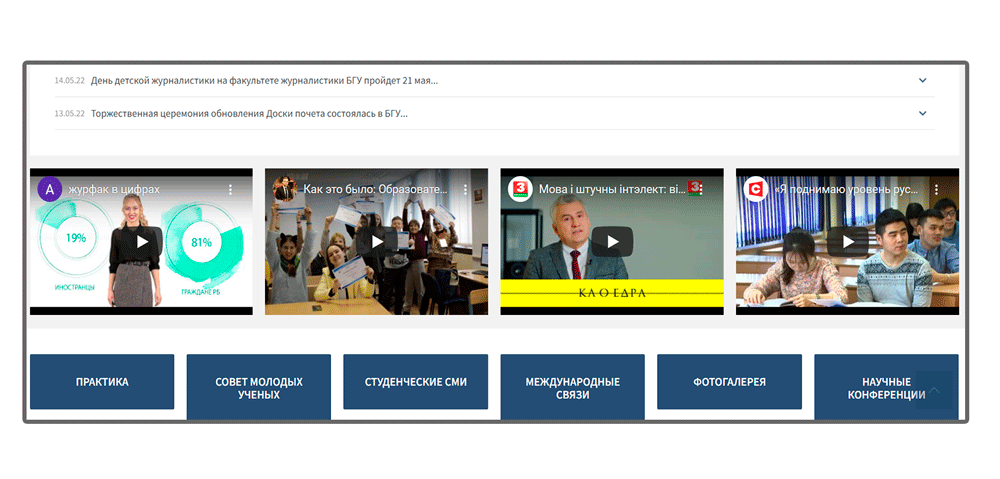 14.05.22 День детской журналистики на факультете журналистики БГУ пройдет 21 мая...
13.05.22 Торжественная церемония обновления Доски почета состоялась в БГУ...
А журфак в цифрах
19%
81%
ИНОСТРАНЦЫ
ГРАЖДАНЕ РБ
Как это было: Образовате...
Мова і штучны інтэлект: ві...
3
3
КАѲЕДРА
С «Я поднимаю уровень рус...
ПРАКТИКА
СОВЕТ МОЛОДЫХ
УЧЕНЫХ
СТУДЕНЧЕСКИЕ СМИ
МЕЖДУНАРОДНЫЕ
СВЯЗИ
ФОТОГАЛЕРЕЯ
НАУЧНЫЕ
КОНФЕРЕНЦИИ